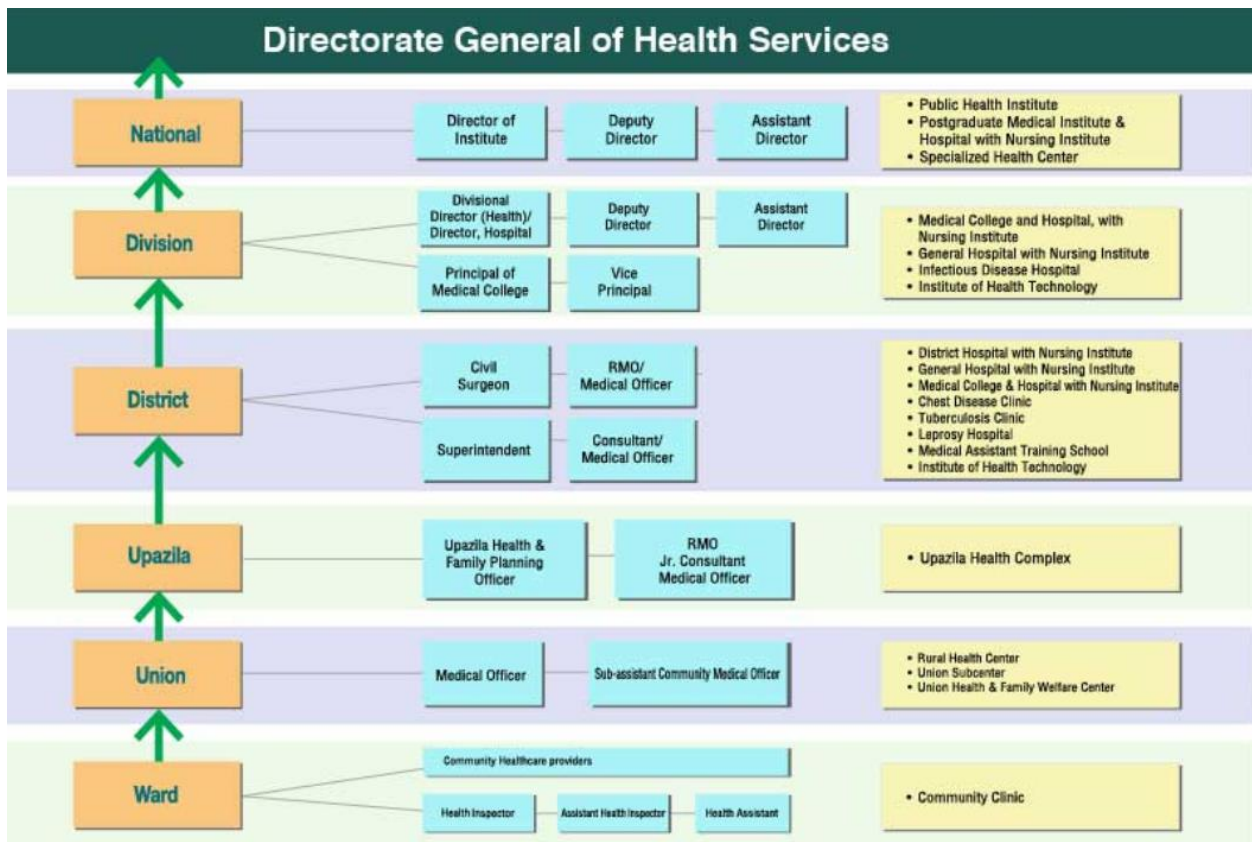 Directorate General of Health Services
National
Director of
Institute
Deputy
Director
Assistant
Director
• Public Health Institute
• Postgraduate Medical Institute &
Hospital with Nursing Institute
• Specialized Health Center
Division
Divisional
Director (Health)/
Director, Hospital
Deputy
Director
Assistant
Director
Principal of
Medical College
Vice
Principal
• Medical College and Hospital, with
Nursing Institute
• General Hospital with Nursing Institute
• Infectious Disease Hospital
• Institute of Health Technology
District
Civil
Surgeon
RMO/
Medical Officer
Superintendent
Consultant/
Medical Officer
• District Hospital with Nursing Institute
• General Hospital with Nursing Institute
• Medical College & Hospital with Nursing Institute
• Chest Disease Clinic
• Tuberculosis Clinic
• Leprosy Hospital
• Medical Assistant Training School
• Institute of Health Technology
Upazila
Upazila Health &
Family Planning
Officer
RMO
Jr. Consultant
Medical Officer
• Upazila Health Complex
Union
Medical Officer
Sub-assistant Community Medical Officer
• Rural Health Center
• Union Subcenter
• Union Health & Family Welfare Center
Ward
Community Healthcare providers
Health Inspector
Assistant Health Inspector
Health Assistant
• Community Clinic